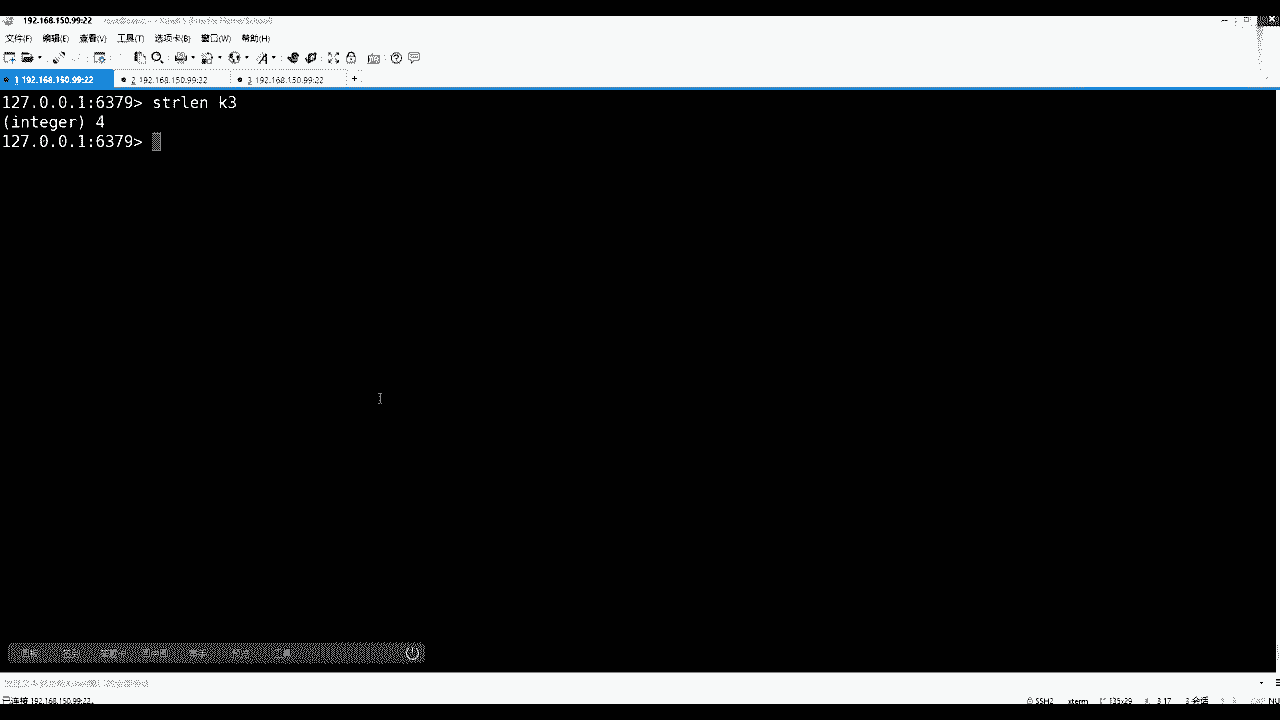 192.168.150.99:22
文件(F) 编辑(E) 查看(V) 工具(T) 选项卡(B) 窗口(W) 帮助(H)
1 192.168.150.99:22 2 192.168.150.99:22 3 192.168.150.99:22 +
127.0.0.1:6379> strlen k3
(integer) 4
127.0.0.1:6379>
已连接 192.168.150.99:22。 SSH2 xterm 135x29 3,17 3 会话 NU